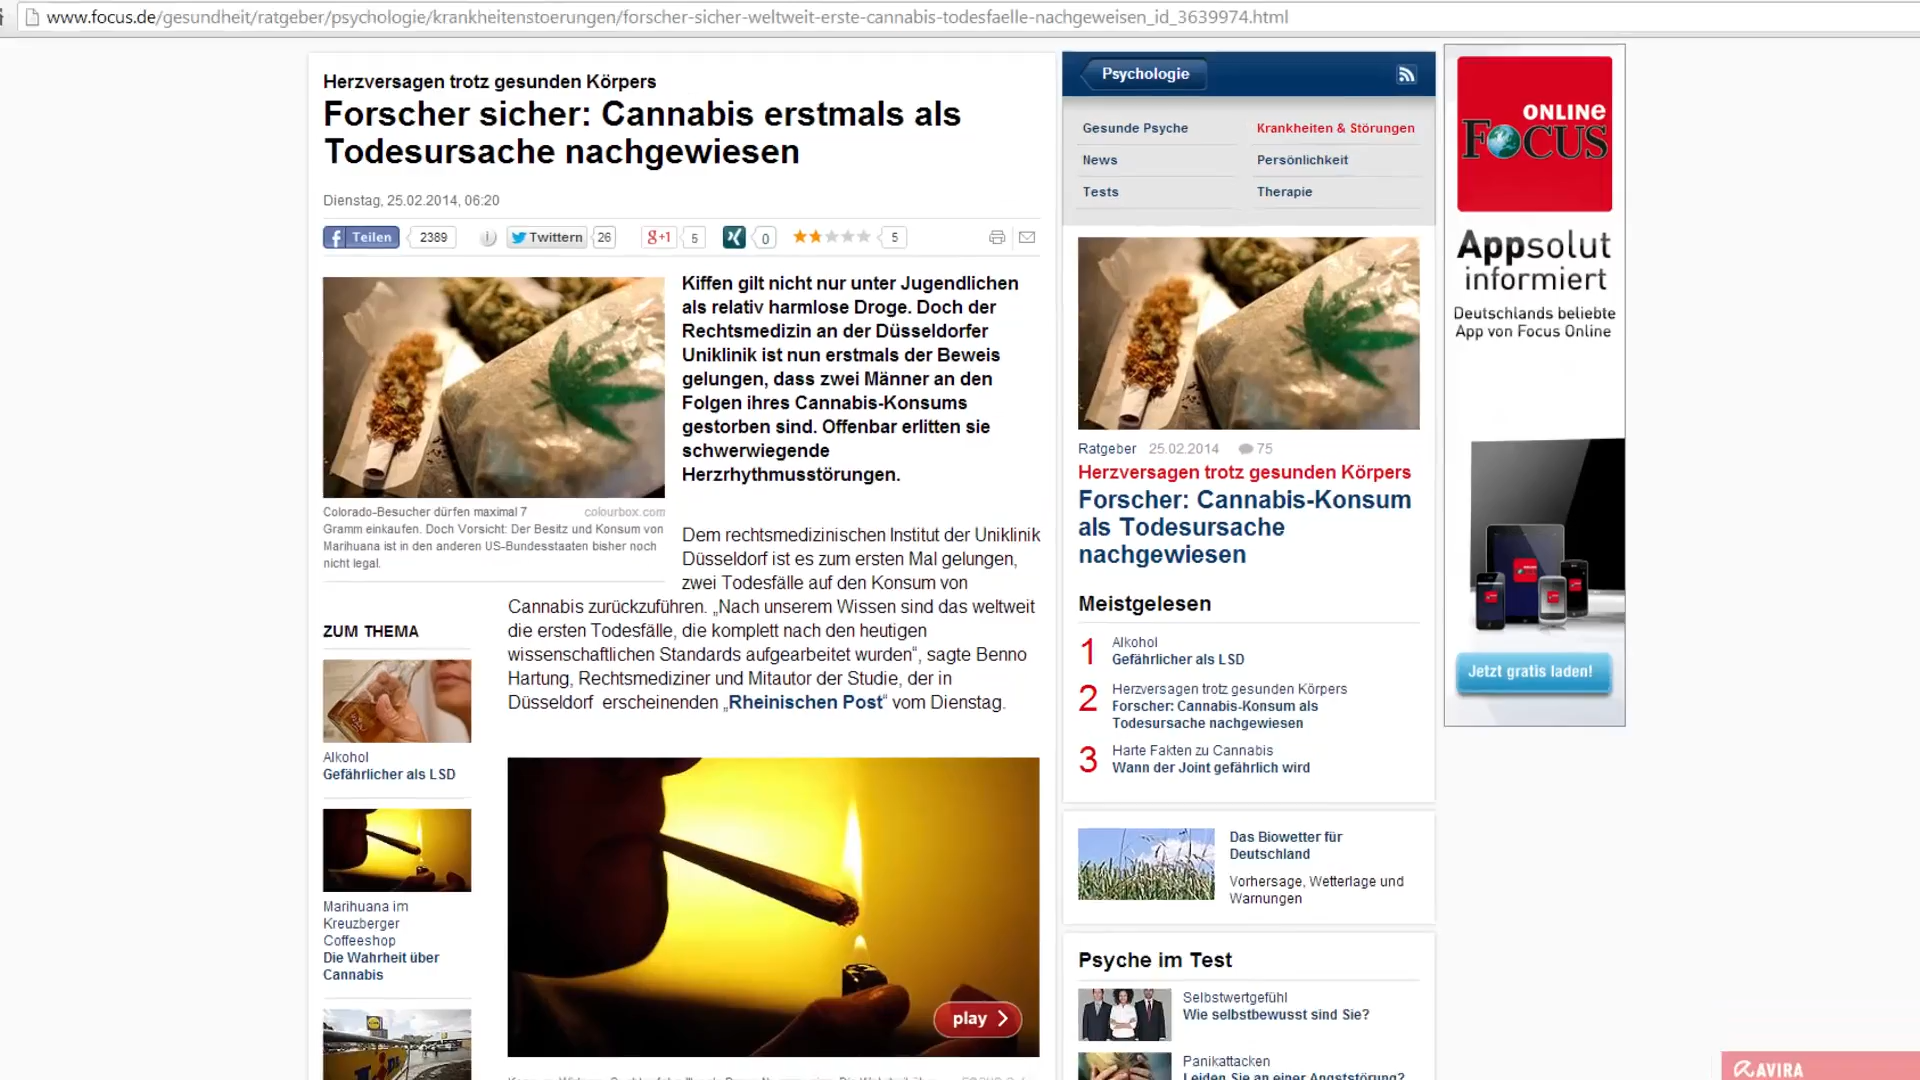 www.focus.de/gesundheit/ratgeber/psychologie/krankheitenstoerungen/forscher-sicher-weltweit-erste-cannabis-todesfaelle-nachgeweisen_id_3639974.html
Herzversagen trotz gesunden Körpers
Forscher sicher: Cannabis erstmals als
Todesursache nachgewiesen
Dienstag, 25.02.2014, 06:20
Teilen 2389 i Twittern 26 g+1 5 0 5
Kiffen gilt nicht nur unter Jugendlichen
als relativ harmlose Droge. Doch der
Rechtsmedizin an der Düsseldorfer
Uniklinik ist nun erstmals der Beweis
gelungen, dass zwei Männer an den
Folgen ihres Cannabis-Konsums
gestorben sind. Offenbar erlitten sie
schwerwiegende
Herzrhythmusstörungen.
Colorado-Besucher dürfen maximal 7 colourbox.com
Gramm einkaufen. Doch Vorsicht: Der Besitz und Konsum von
Marihuana ist in den anderen US-Bundesstaaten bisher noch
nicht legal.
Dem rechtsmedizinischen Institut der Uniklinik
Düsseldorf ist es zum ersten Mal gelungen,
zwei Todesfälle auf den Konsum von
Cannabis zurückzuführen. „Nach unserem Wissen sind das weltweit
die ersten Todesfälle, die komplett nach den heutigen
wissenschaftlichen Standards aufgearbeitet wurden“, sagte Benno
Hartung, Rechtsmediziner und Mitautor der Studie, der in
Düsseldorf erscheinenden „Rheinischen Post“ vom Dienstag.
play
ZUM THEMA
Alkohol
Gefährlicher als LSD
Marihuana im
Kreuzberger
Coffeeshop
Die Wahrheit über
Cannabis
Psychologie
Gesunde Psyche
Krankheiten & Störungen
News
Persönlichkeit
Tests
Therapie
Ratgeber 25.02.2014 75
Herzversagen trotz gesunden Körpers
Forscher: Cannabis-Konsum
als Todesursache
nachgewiesen
Meistgelesen
1 Alkohol
Gefährlicher als LSD
2 Herzversagen trotz gesunden Körpers
Forscher: Cannabis-Konsum als
Todesursache nachgewiesen
3 Harte Fakten zu Cannabis
Wann der Joint gefährlich wird
Das Biowetter für
Deutschland
Vorhersage, Wetterlage und
Warnungen
Psyche im Test
Selbstwertgefühl
Wie selbstbewusst sind Sie?
Panikattacken
Leiden Sie an einer Angststörung?
ONLINE
FOCUS
Appsolut
informiert
Deutschlands beliebte
App von Focus Online
Jetzt gratis laden!
AVIRA